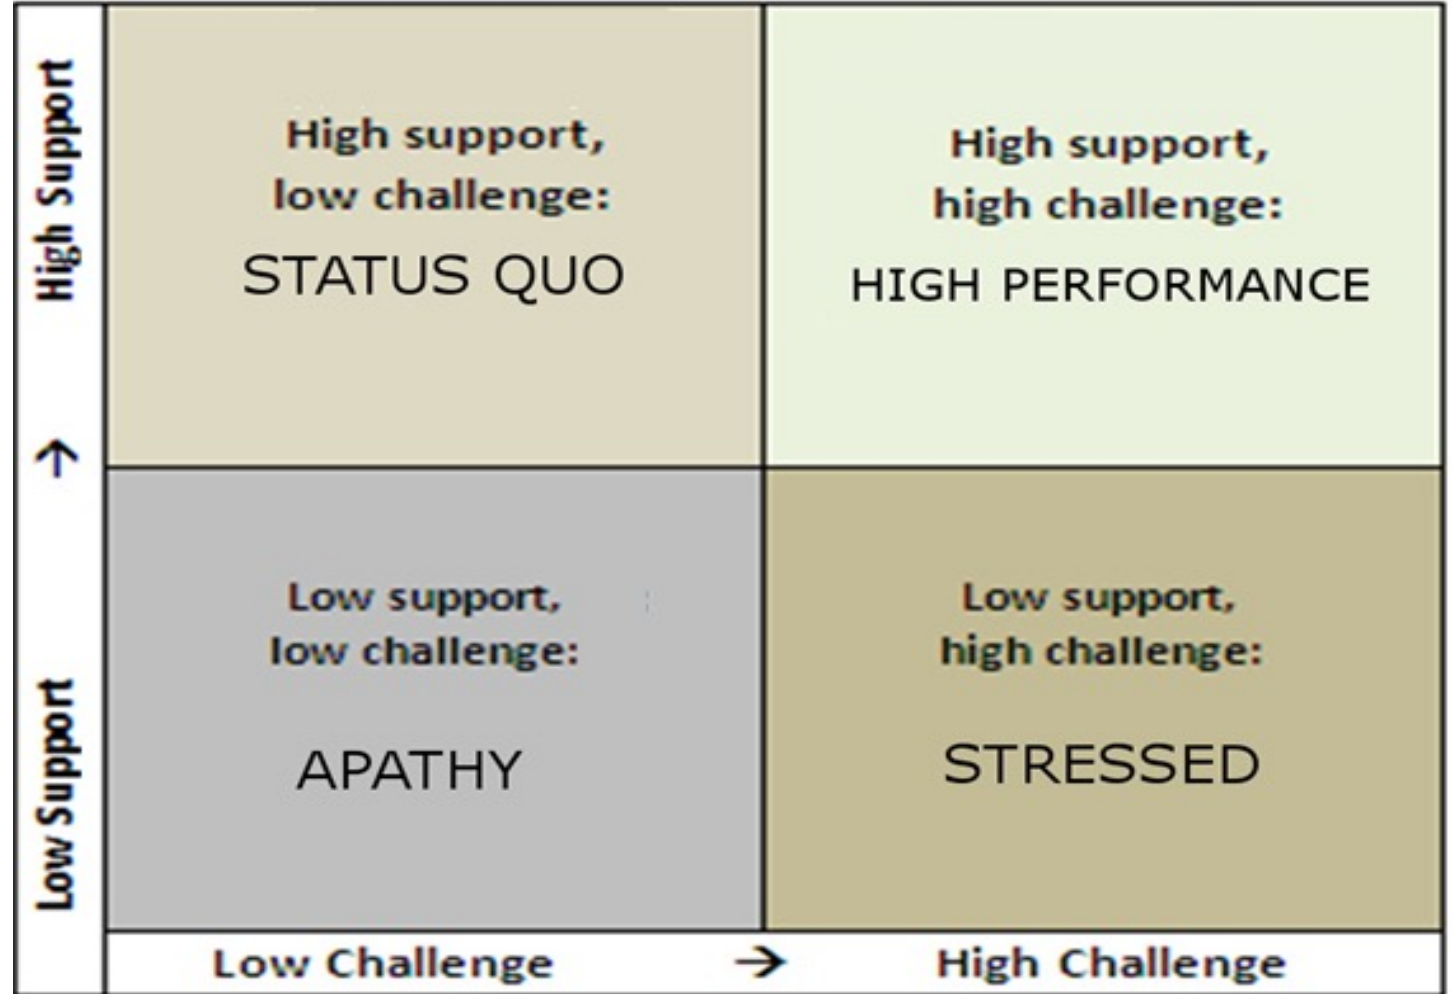 High Support
↑
Low Support
High support,
low challenge:
STATUS QUO
High support,
high challenge:
HIGH PERFORMANCE
Low support,
low challenge:
APATHY
Low support,
high challenge:
STRESSED
Low Challenge → High Challenge